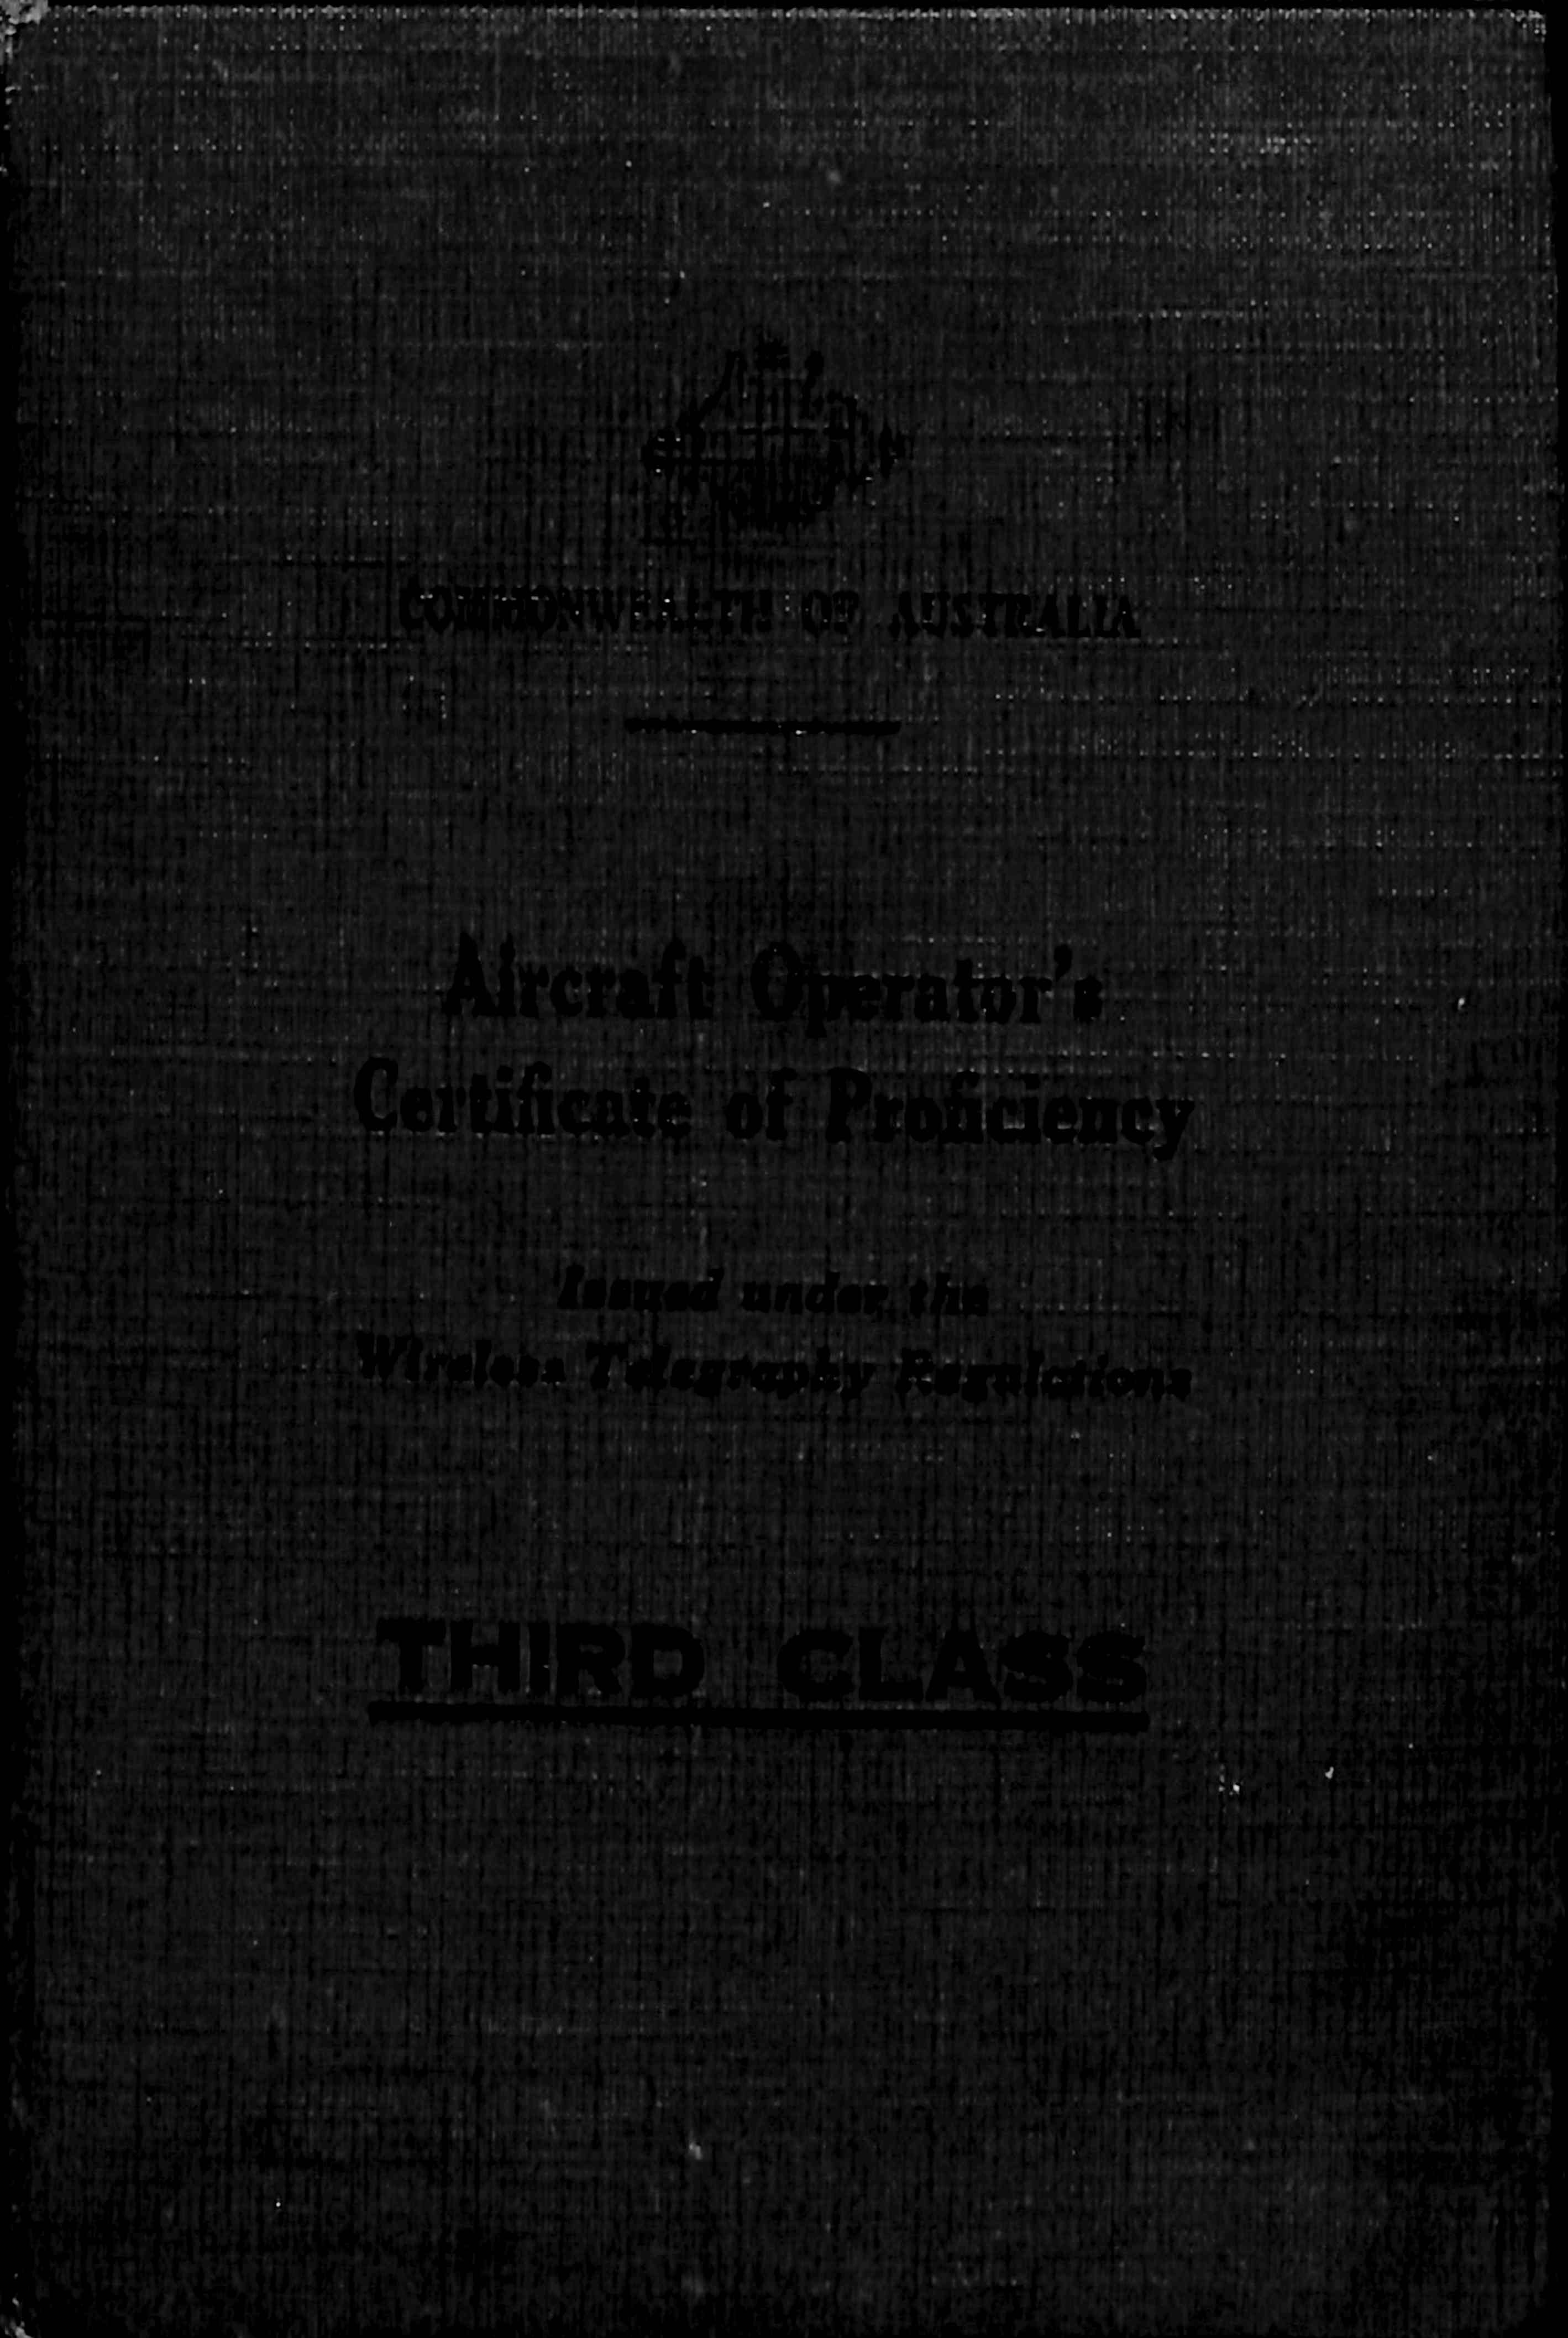 COMMONWEALTH OF AUSTRALIA
Aircraft Operator's
Certificate of Proficiency
Issued under the
Wireless Telegraphy Regulations
THIRD CLASS